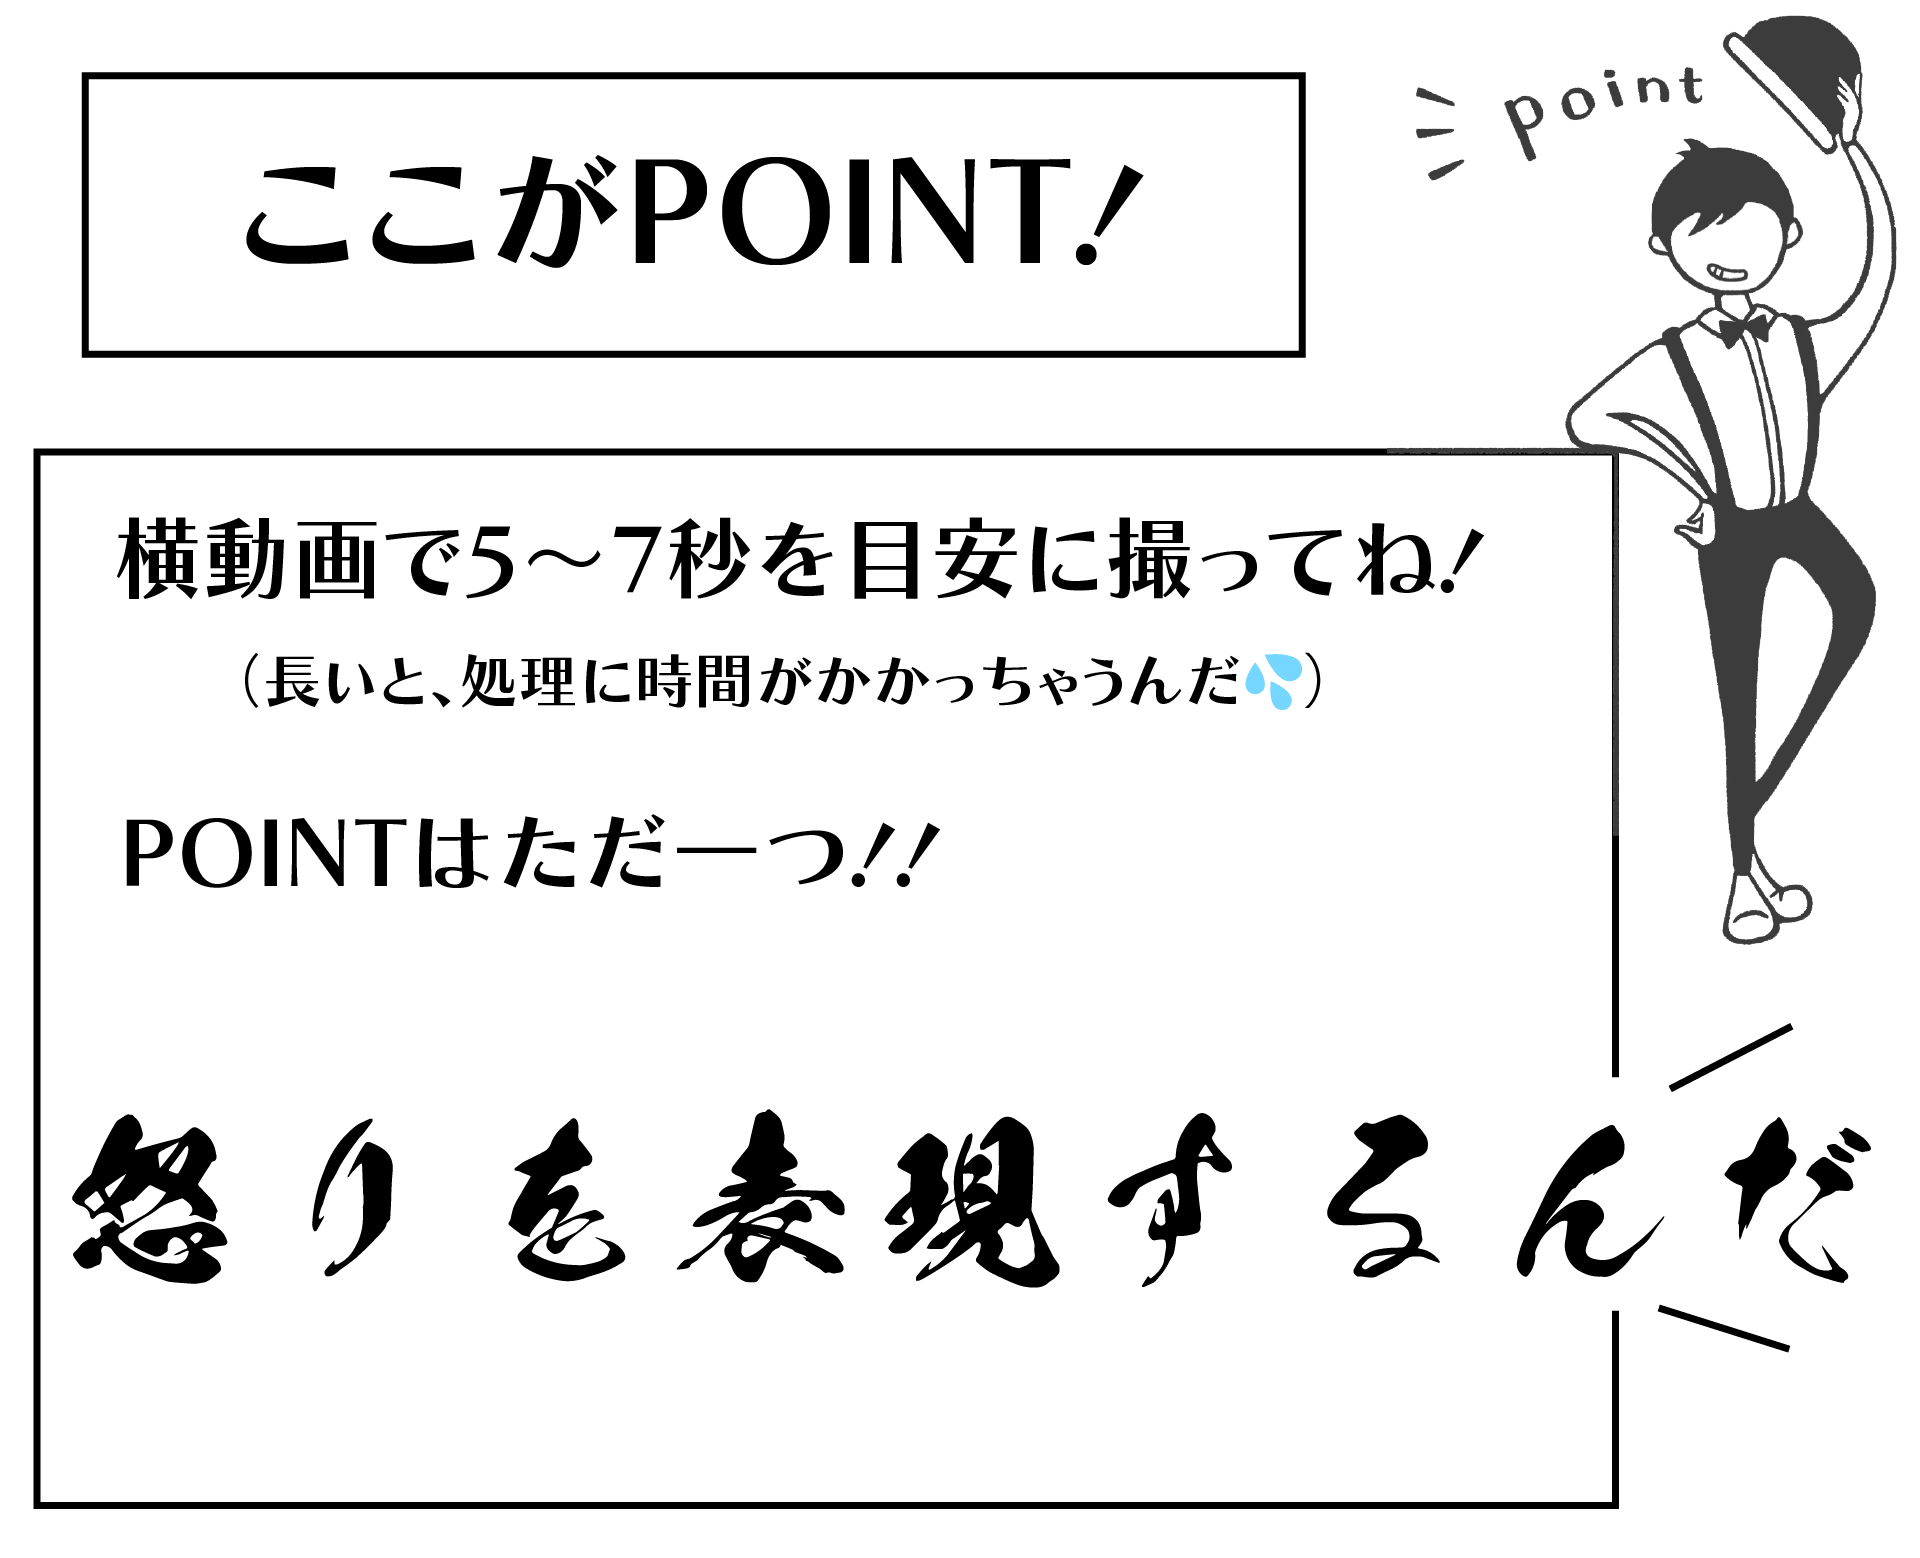 point
ここがPOINT!
横動画で5〜7秒を目安に撮ってね!
（長いと、処理に時間がかかっちゃうんだ💦）
POINTはただ一つ!!
怒りを表現するんだ